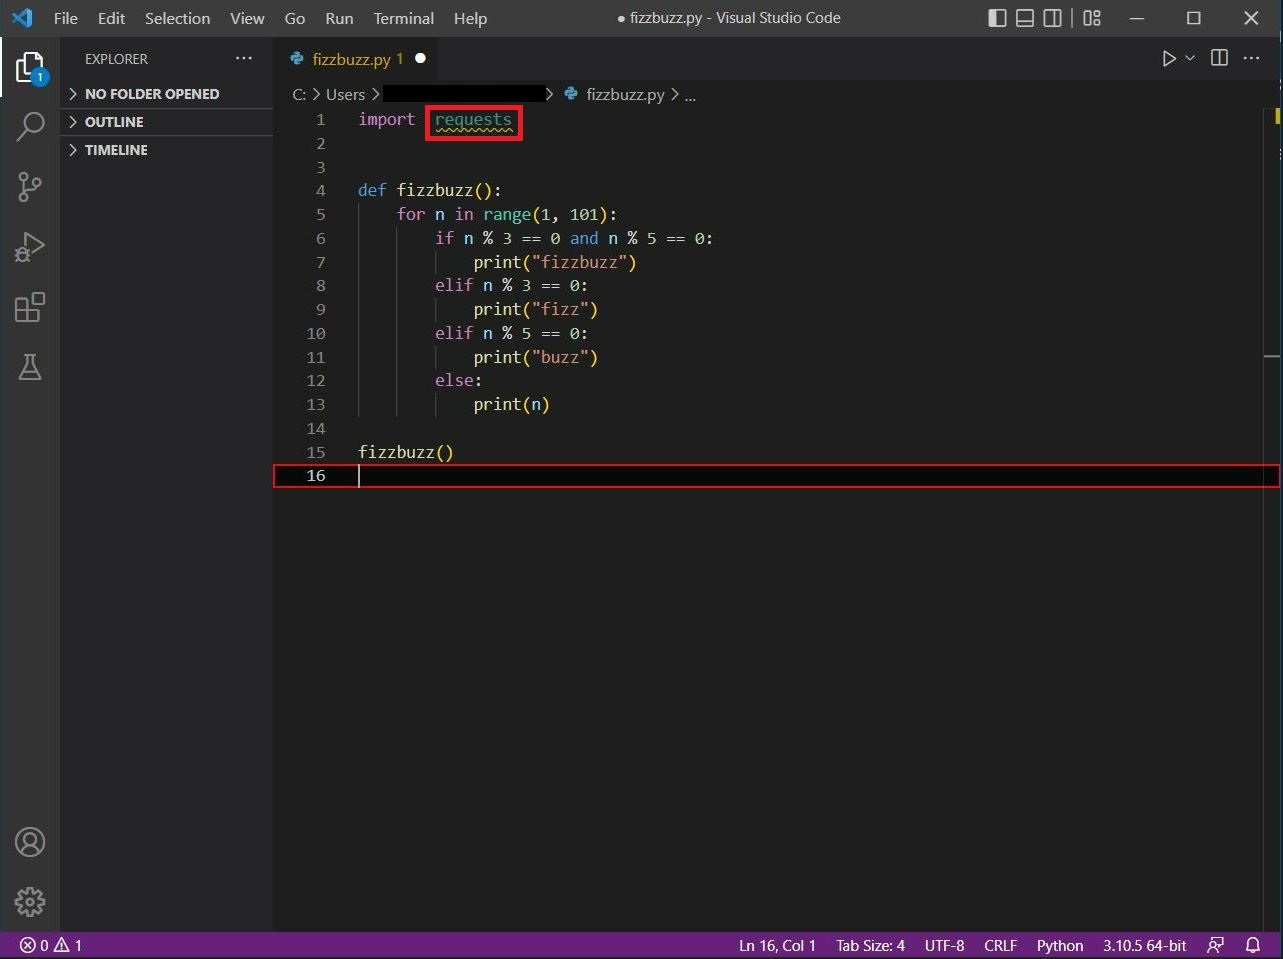 File Edit Selection View Go Run Terminal Help ● fizzbuzz.py - Visual Studio Code
EXPLORER ...
fizzbuzz.py 1
NO FOLDER OPENED
C: > Users > > fizzbuzz.py > ...
OUTLINE
TIMELINE
1 import requests
2
3
4 def fizzbuzz():
5 for n in range(1, 101):
6 if n % 3 == 0 and n % 5 == 0:
7 print("fizzbuzz")
8 elif n % 3 == 0:
9 print("fizz")
10 elif n % 5 == 0:
11 print("buzz")
12 else:
13 print(n)
14
15 fizzbuzz()
16
1
0 1 Ln 16, Col 1 Tab Size: 4 UTF-8 CRLF Python 3.10.5 64-bit